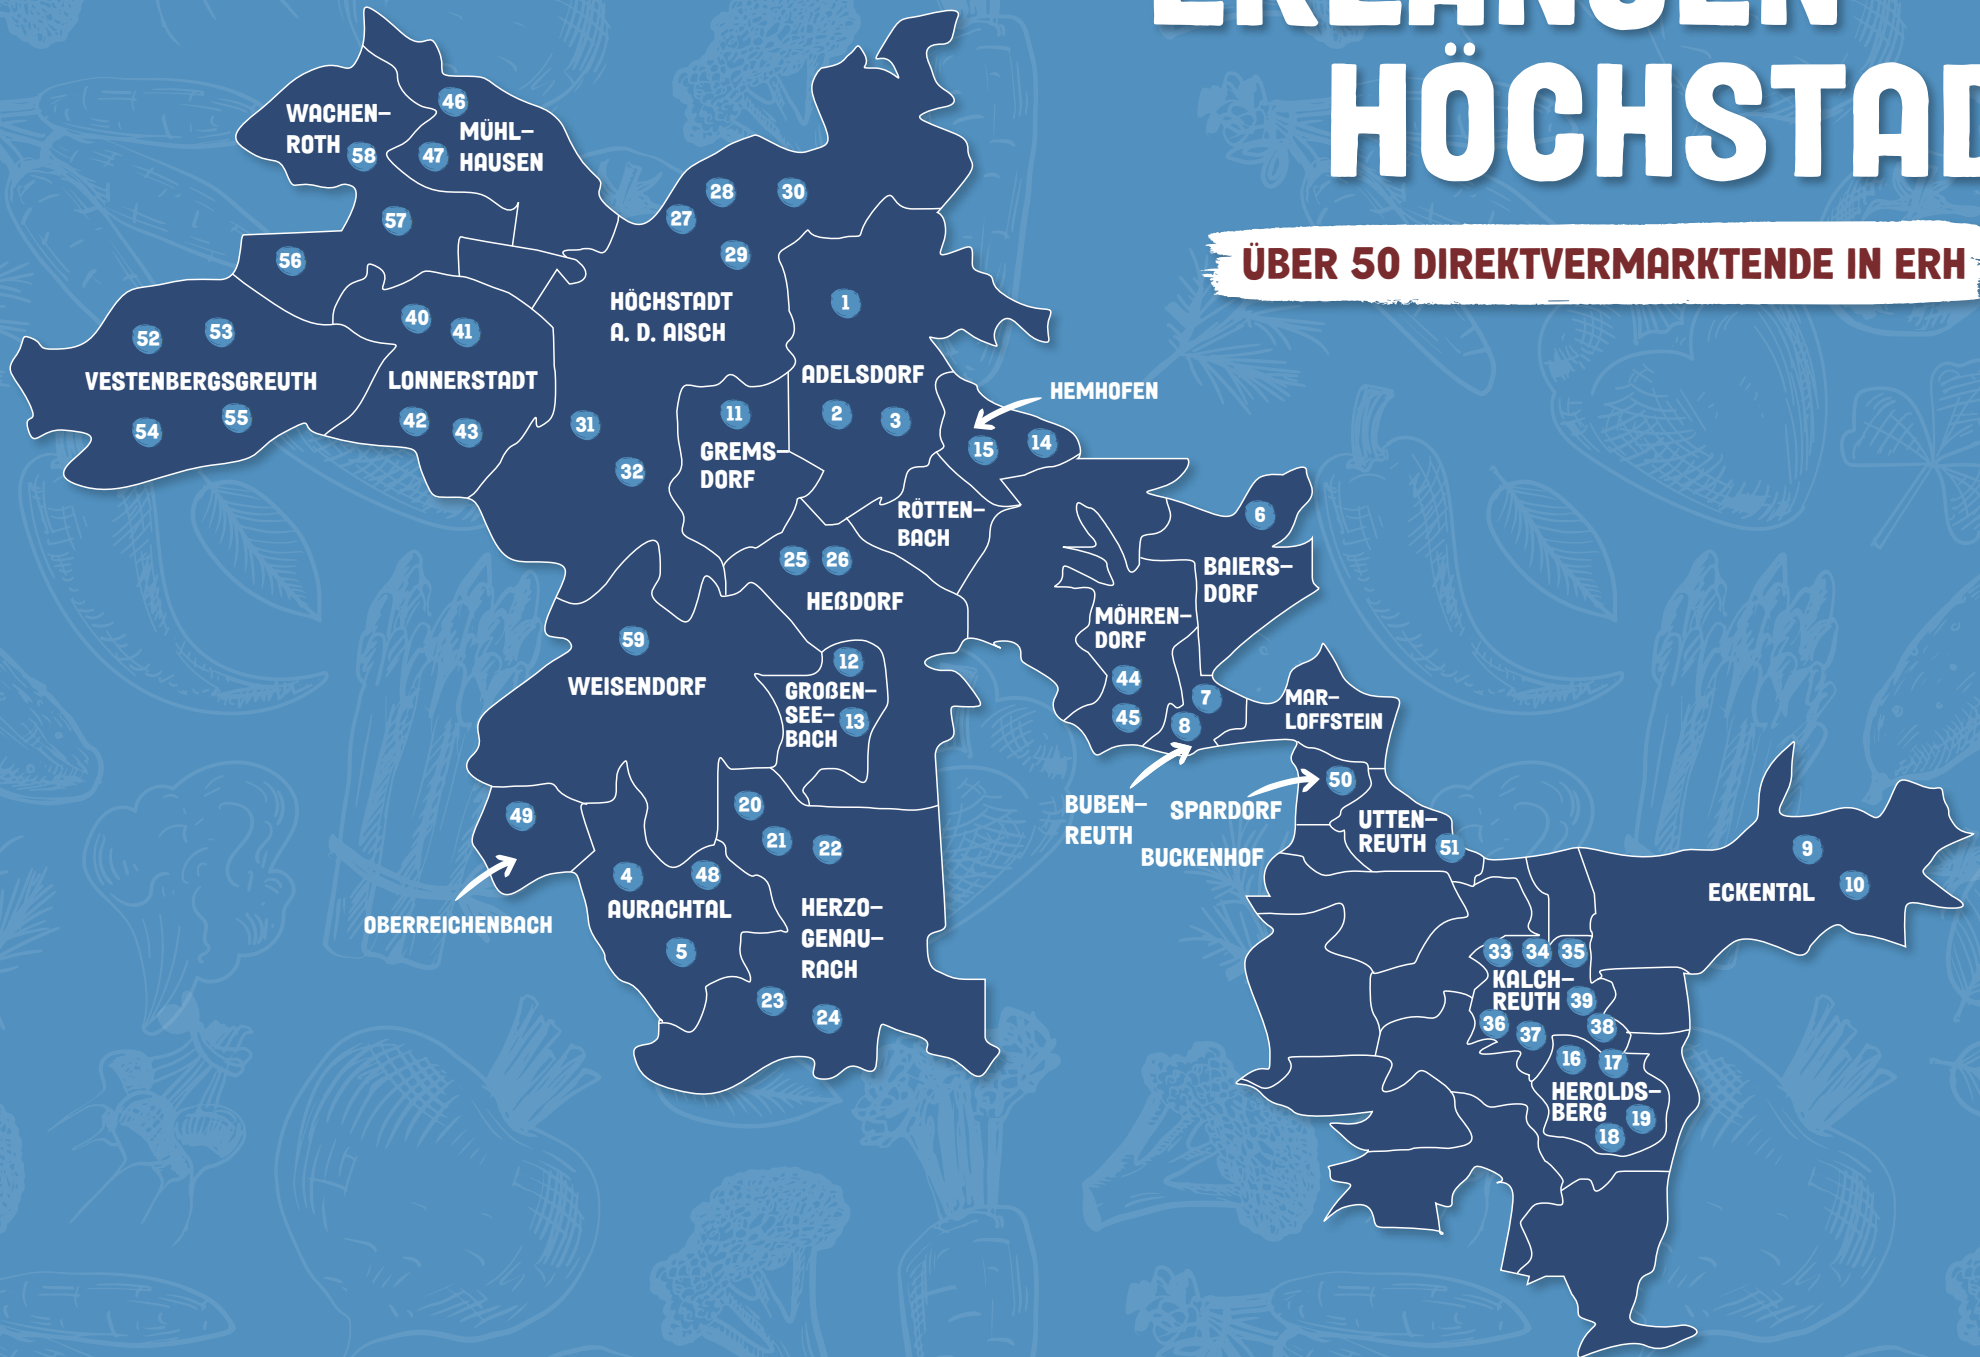 HÖCHSTAD
ÜBER 50 DIREKTVERMARKTENDE IN ERH
46
WACHEN-
ROTH
58
MÜHL-
HAUSEN
47
57
56
28
30
27
29
HÖCHSTADT
A. D. AISCH
1
52
53
VESTENBERGSGREUTH
54
55
40
41
LONNERSTADT
42
43
31
32
11
GREMS-
DORF
ADELSDORF
2
3
HEMHOFEN
15
14
RÖTTEN-
BACH
25
26
HEẞDORF
6
BAIERS-
DORF
MÖHREN-
DORF
44
45
7
8
59
WEISENDORF
12
GROẞEN-
SEE-
BACH
13
MAR-
LOFFSTEIN
50
BUBEN-
REUTH
SPARDORF
BUCKENHOF
UTTEN-
REUTH
51
49
OBERREICHENBACH
20
21
22
4
48
AURACHTAL
5
HERZO-
GENAU-
RACH
23
24
9
10
ECKENTAL
33
34
35
KALCH-
REUTH
39
36
37
38
16
17
HEROLDS-
BERG
19
18